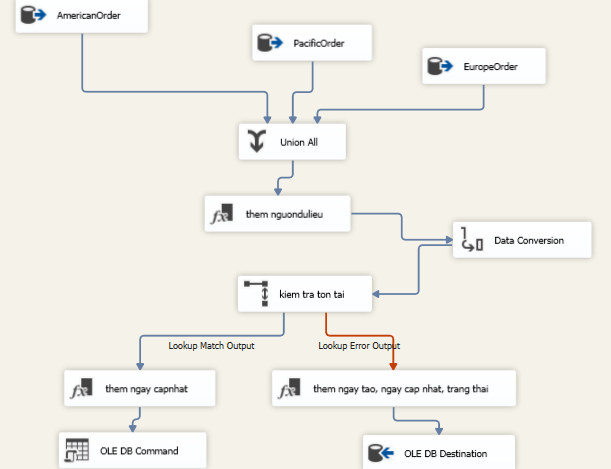 AmericanOrder
PacificOrder
EuropeOrder
Union All
them nguondulieu
Data Conversion
kiem tra ton tai
Lookup Match Output
Lookup Error Output
them ngay capnhat
them ngay tao, ngay cap nhat, trang thai
OLE DB Command
OLE DB Destination